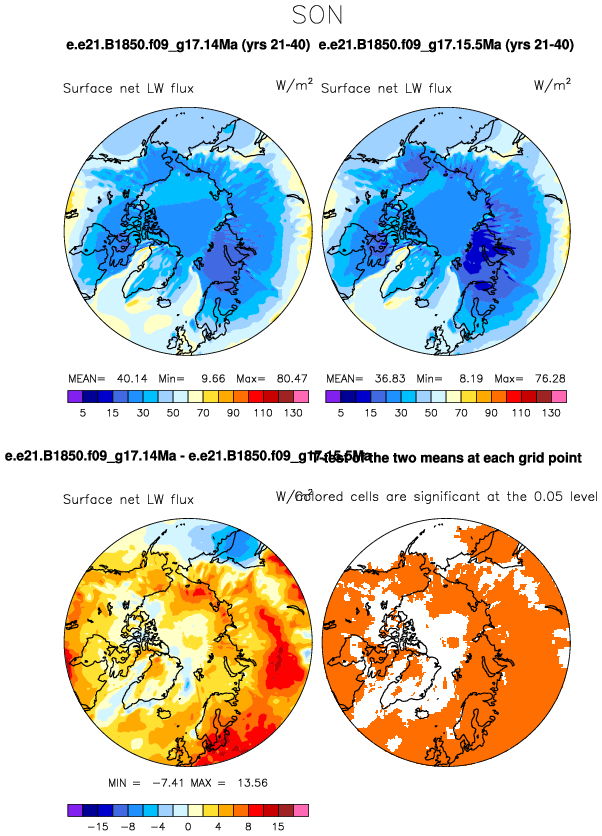 SON
e.e21.B1850.f09_g17.14Ma (yrs 21-40) e.e21.B1850.f09_g17.15.5Ma (yrs 21-40)
Surface net LW flux W/m² Surface net LW flux W/m²
MEAN= 40.14 Min= 9.66 Max= 80.47 MEAN= 36.83 Min= 8.19 Max= 76.28
5 15 30 50 70 90 110 130 5 15 30 50 70 90 110 130
e.e21.B1850.f09_g17.14Ma - e.e21.B1850.f09_g17.15.5Ma T-test of the two means at each grid point
Surface net LW flux W/m² Colored cells are significant at the 0.05 level
MIN = -7.41 MAX = 13.56
-15 -8 -4 0 4 8 15